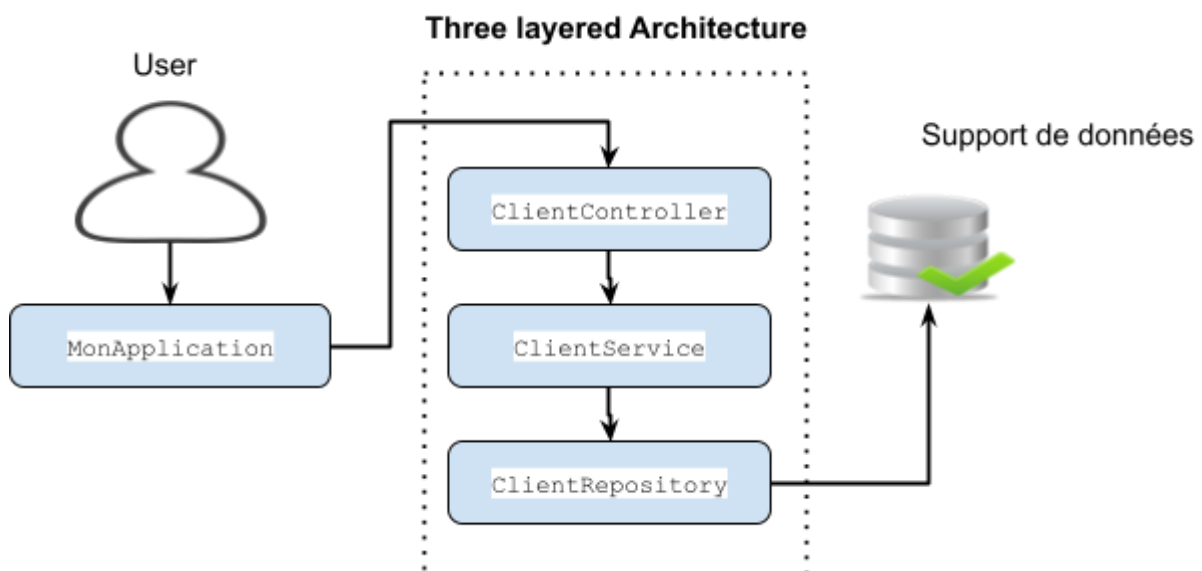 Three layered Architecture
User
Support de données
ClientController
MonApplication
ClientService
ClientRepository